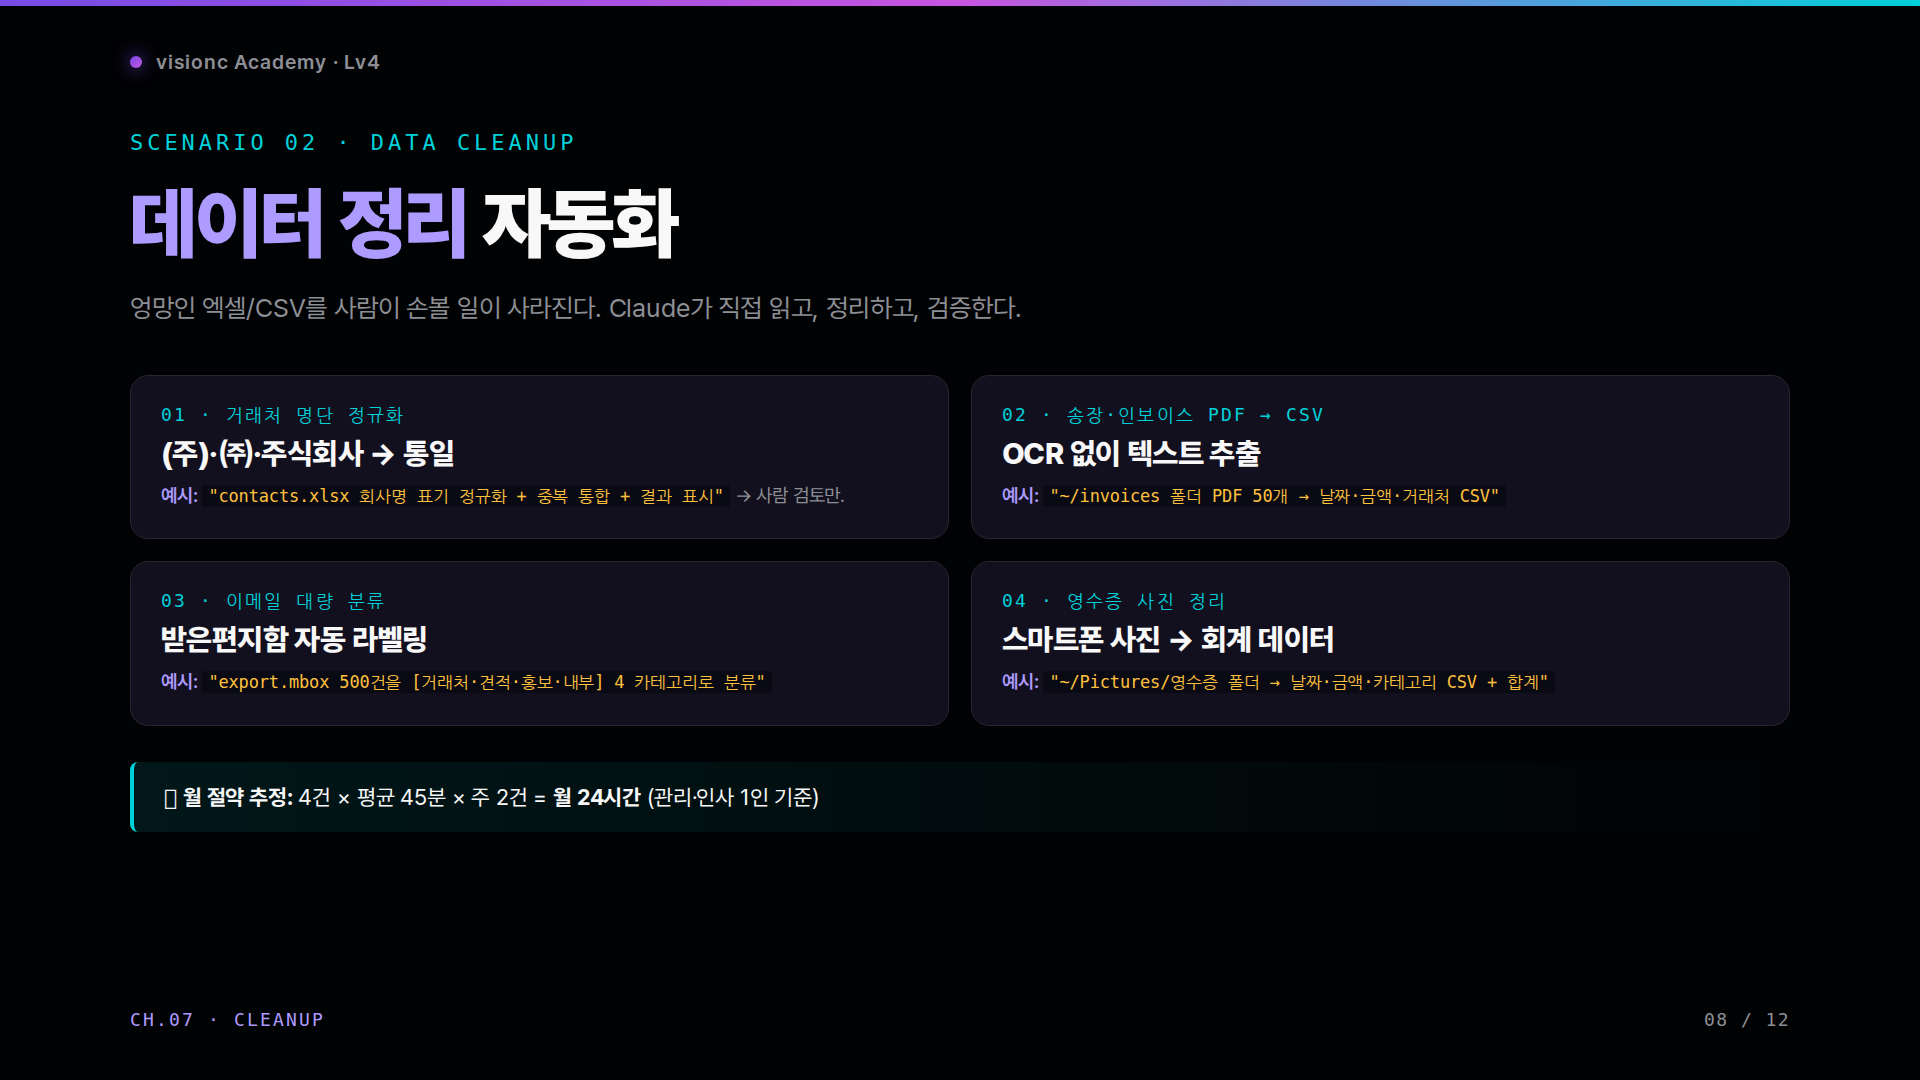 visionc Academy · Lv4
SCENARIO 02 · DATA CLEANUP
데이터 정리 자동화
엉망인 엑셀/CSV를 사람이 손볼 일이 사라진다. Claude가 직접 읽고, 정리하고, 검증한다.
01 · 거래처 명단 정규화
(주)·㈜·주식회사 → 통일
예시: "contacts.xlsx 회사명 표기 정규화 + 중복 통합 + 결과 표시" → 사람 검토만.
02 · 송장·인보이스 PDF → CSV
OCR 없이 텍스트 추출
예시: "~/invoices 폴더 PDF 50개 → 날짜·금액·거래처 CSV"
03 · 이메일 대량 분류
받은편지함 자동 라벨링
예시: "export.mbox 500건을 [거래처·견적·홍보·내부] 4 카테고리로 분류"
04 · 영수증 사진 정리
스마트폰 사진 → 회계 데이터
예시: "~/Pictures/영수증 폴더 → 날짜·금액·카테고리 CSV + 합계"
월 절약 추정: 4건 × 평균 45분 × 주 2건 = 월 24시간 (관리·인사 1인 기준)
CH.07 · CLEANUP
08 / 12